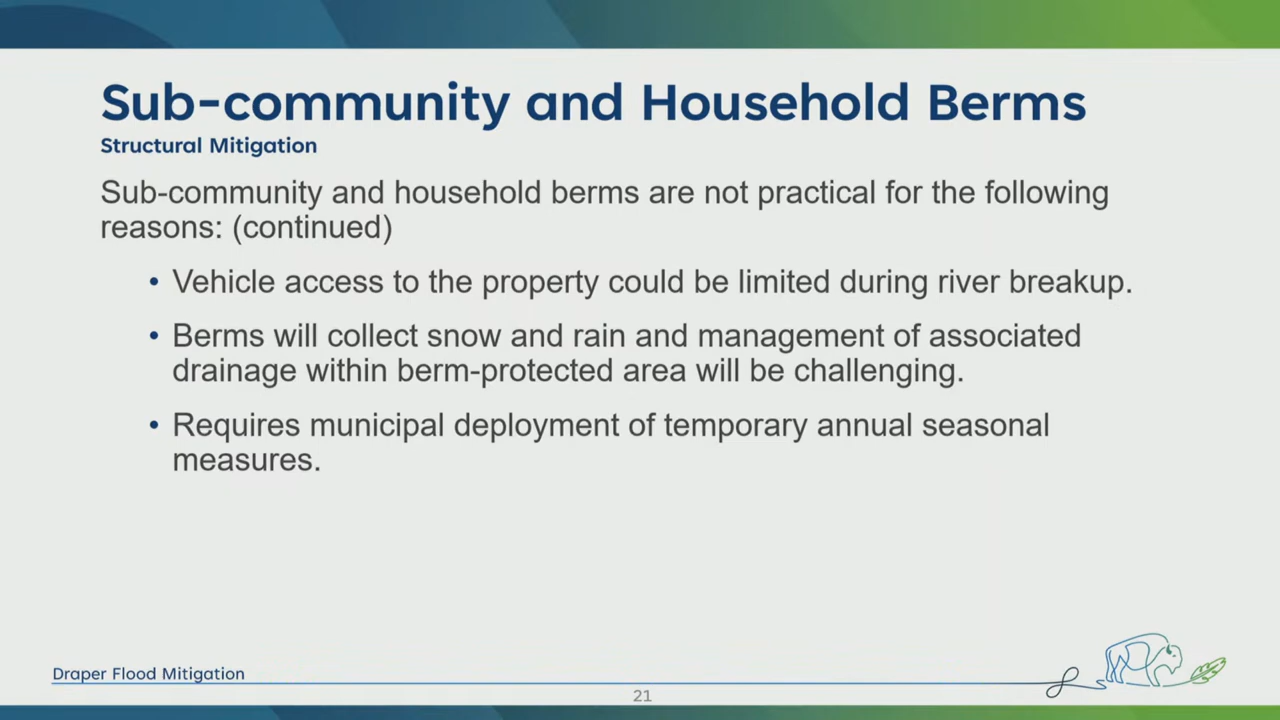 Sub-community and Household Berms
Structural Mitigation
Sub-community and household berms are not practical for the following
reasons: (continued)
• Vehicle access to the property could be limited during river breakup.
• Berms will collect snow and rain and management of associated
drainage within berm-protected area will be challenging.
• Requires municipal deployment of temporary annual seasonal
measures.
Draper Flood Mitigation
21